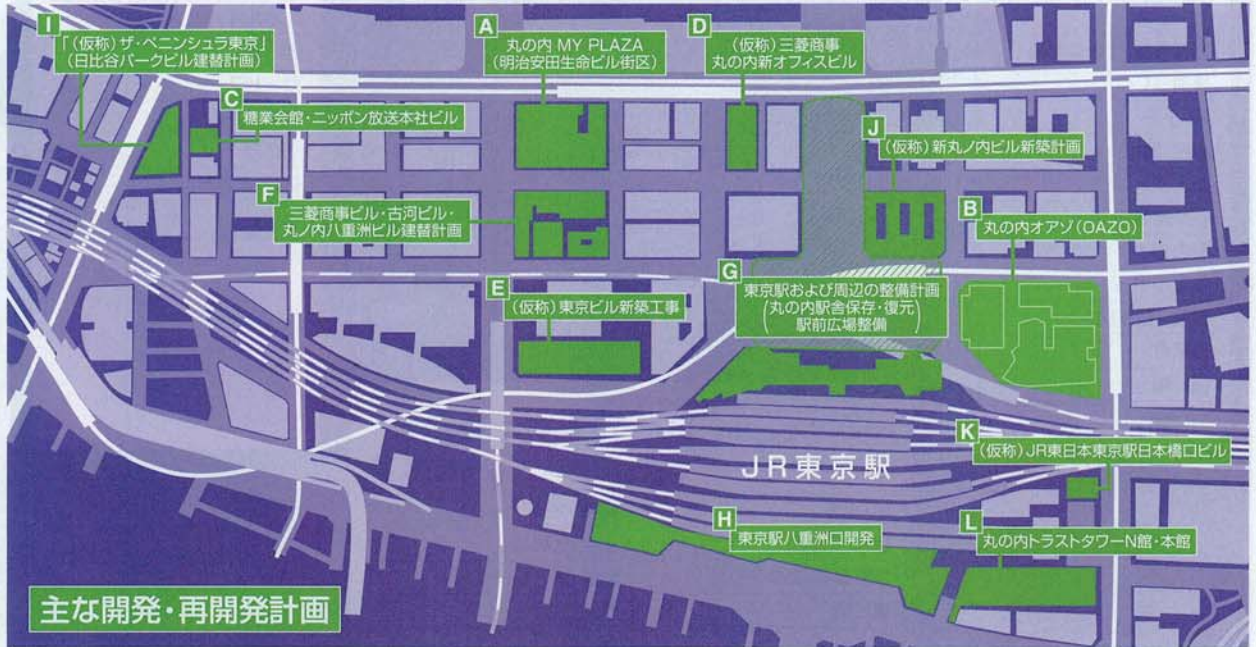 I
「(仮称)ザ・ペニンシュラ東京」
(日比谷パークビル建替計画)
A
丸の内 MY PLAZA
(明治安田生命ビル街区)
D
(仮称)三菱商事
丸の内新オフィスビル
C
糖業会館・ニッポン放送本社ビル
J
(仮称)新丸ノ内ビル新築計画
F
三菱商事ビル・古河ビル・
丸ノ内八重洲ビル建替計画
B
丸の内オアゾ(OAZO)
G
東京駅および周辺の整備計画
(丸の内駅舎保存・復元
駅前広場整備)
E
(仮称)東京ビル新築工事
K
(仮称)JR東日本東京駅日本橋口ビル
JR東京駅
H
東京駅八重洲口開発
L
丸の内トラストタワーN館・本館
主な開発・再開発計画